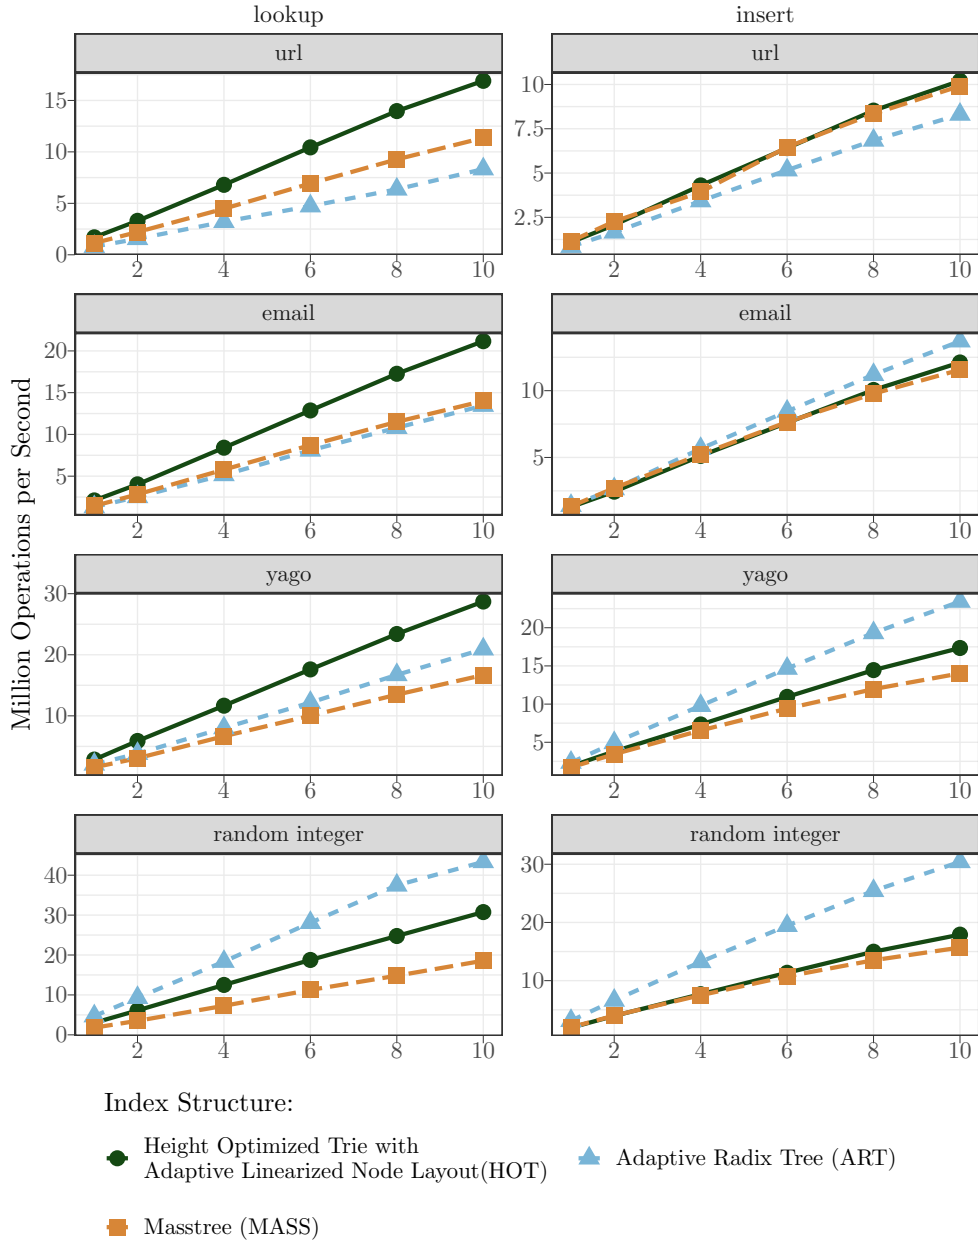 lookup
insert
url
url
15
10
5
0
2 4 6 8 10
10
7.5
5
2.5
2 4 6 8 10
email
email
20
15
10
5
2 4 6 8 10
10
5
2 4 6 8 10
yago
yago
30
20
10
2 4 6 8 10
20
15
10
5
2 4 6 8 10
random integer
random integer
40
30
20
10
0
2 4 6 8 10
30
20
10
2 4 6 8 10
Million Operations per Second
Index Structure:
Height Optimized Trie with
Adaptive Linearized Node Layout(HOT)
Adaptive Radix Tree (ART)
Masstree (MASS)